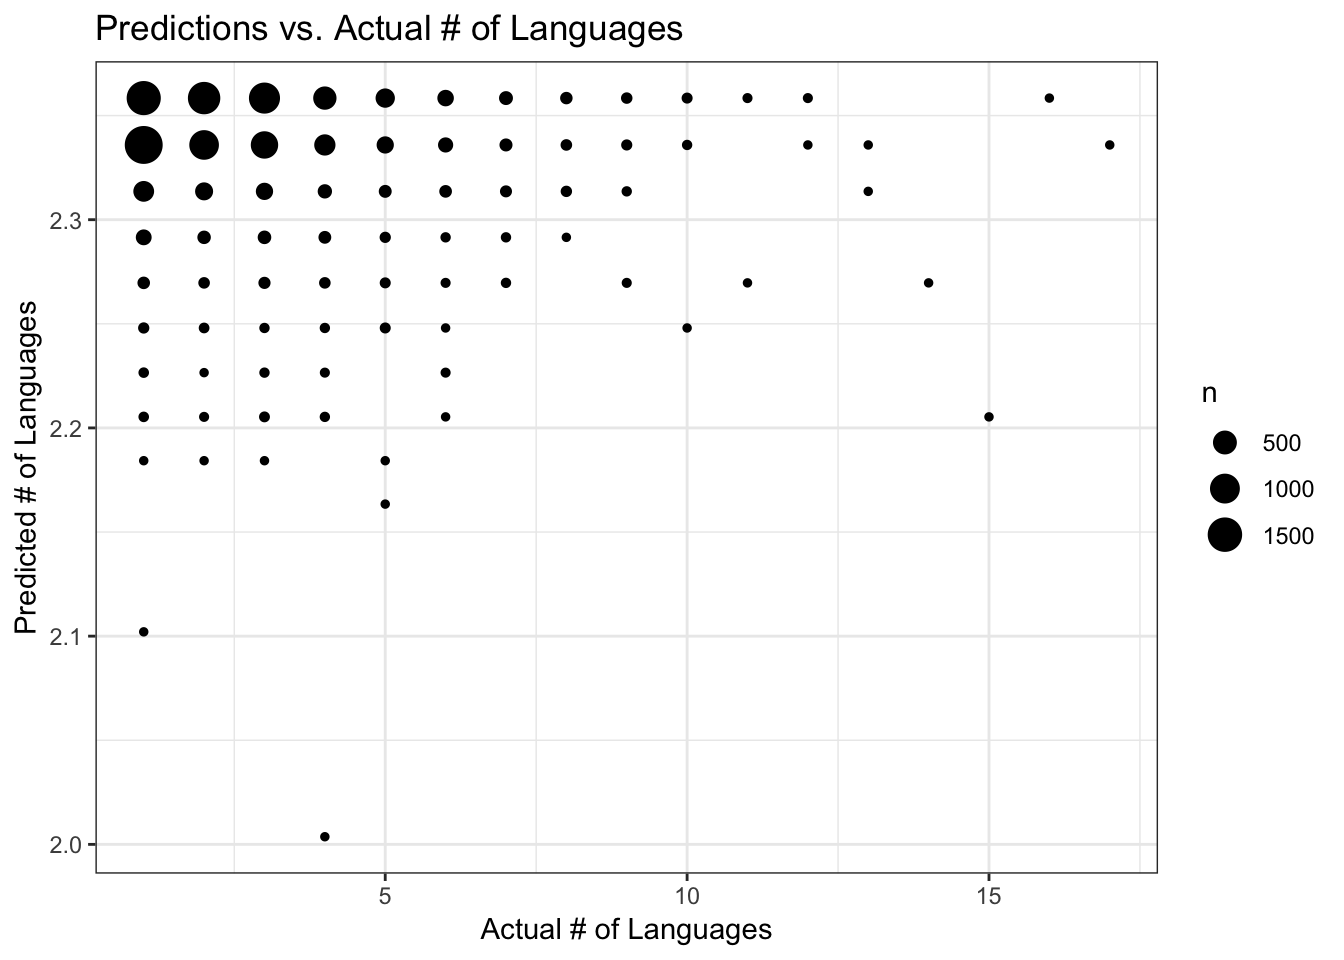 Predictions vs. Actual # of Languages
Predicted # of Languages
2.3
2.2
2.1
2.0
5 10 15
Actual # of Languages
n
500
1000
1500